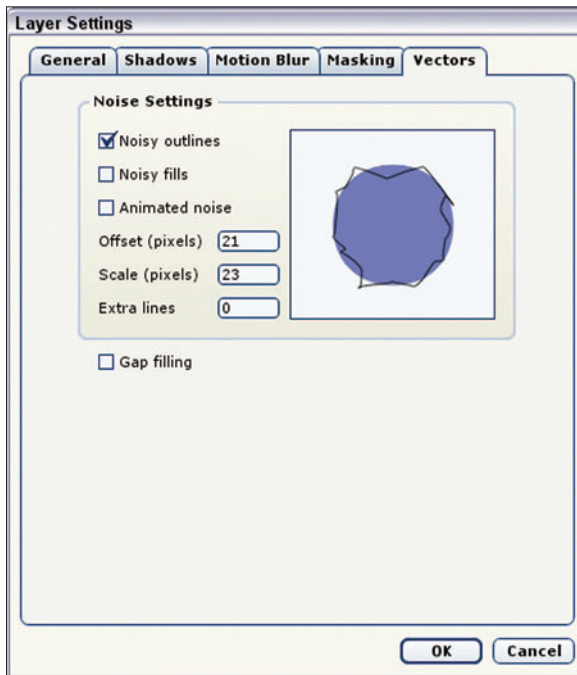 Layer Settings
General Shadows Motion Blur Masking Vectors
Noise Settings
Noisy outlines
Noisy fills
Animated noise
Offset (pixels) 21
Scale (pixels) 23
Extra lines 0
Gap filling
OK Cancel